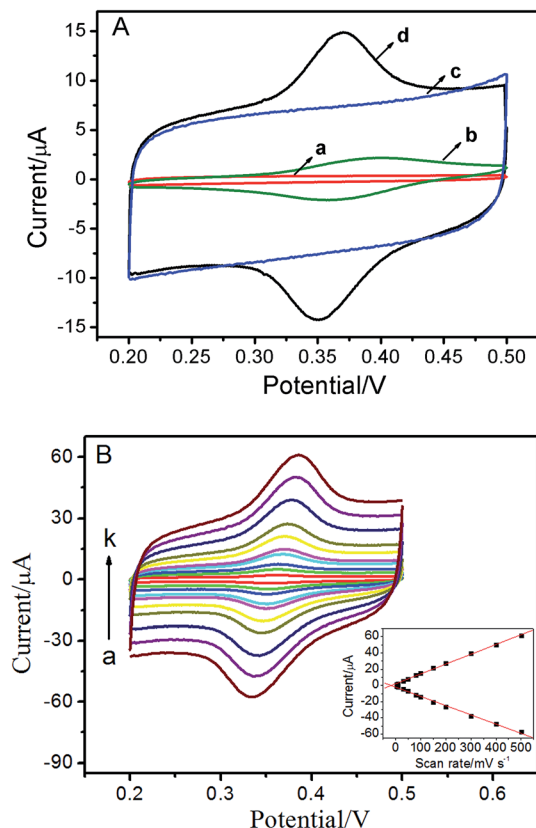 A
d
c
a
b
15
10
5
0
-5
-10
-15
Current/μA
0.20 0.25 0.30 0.35 0.40 0.45 0.50
Potential/V
B
k
a
60
30
0
-30
-60
-90
Current/μA
0.2 0.3 0.4 0.5
Potential/V
60
40
20
0
-20
-40
-60
Current/μA
0 100 200 300 400 500
Scan rate/mV s⁻¹